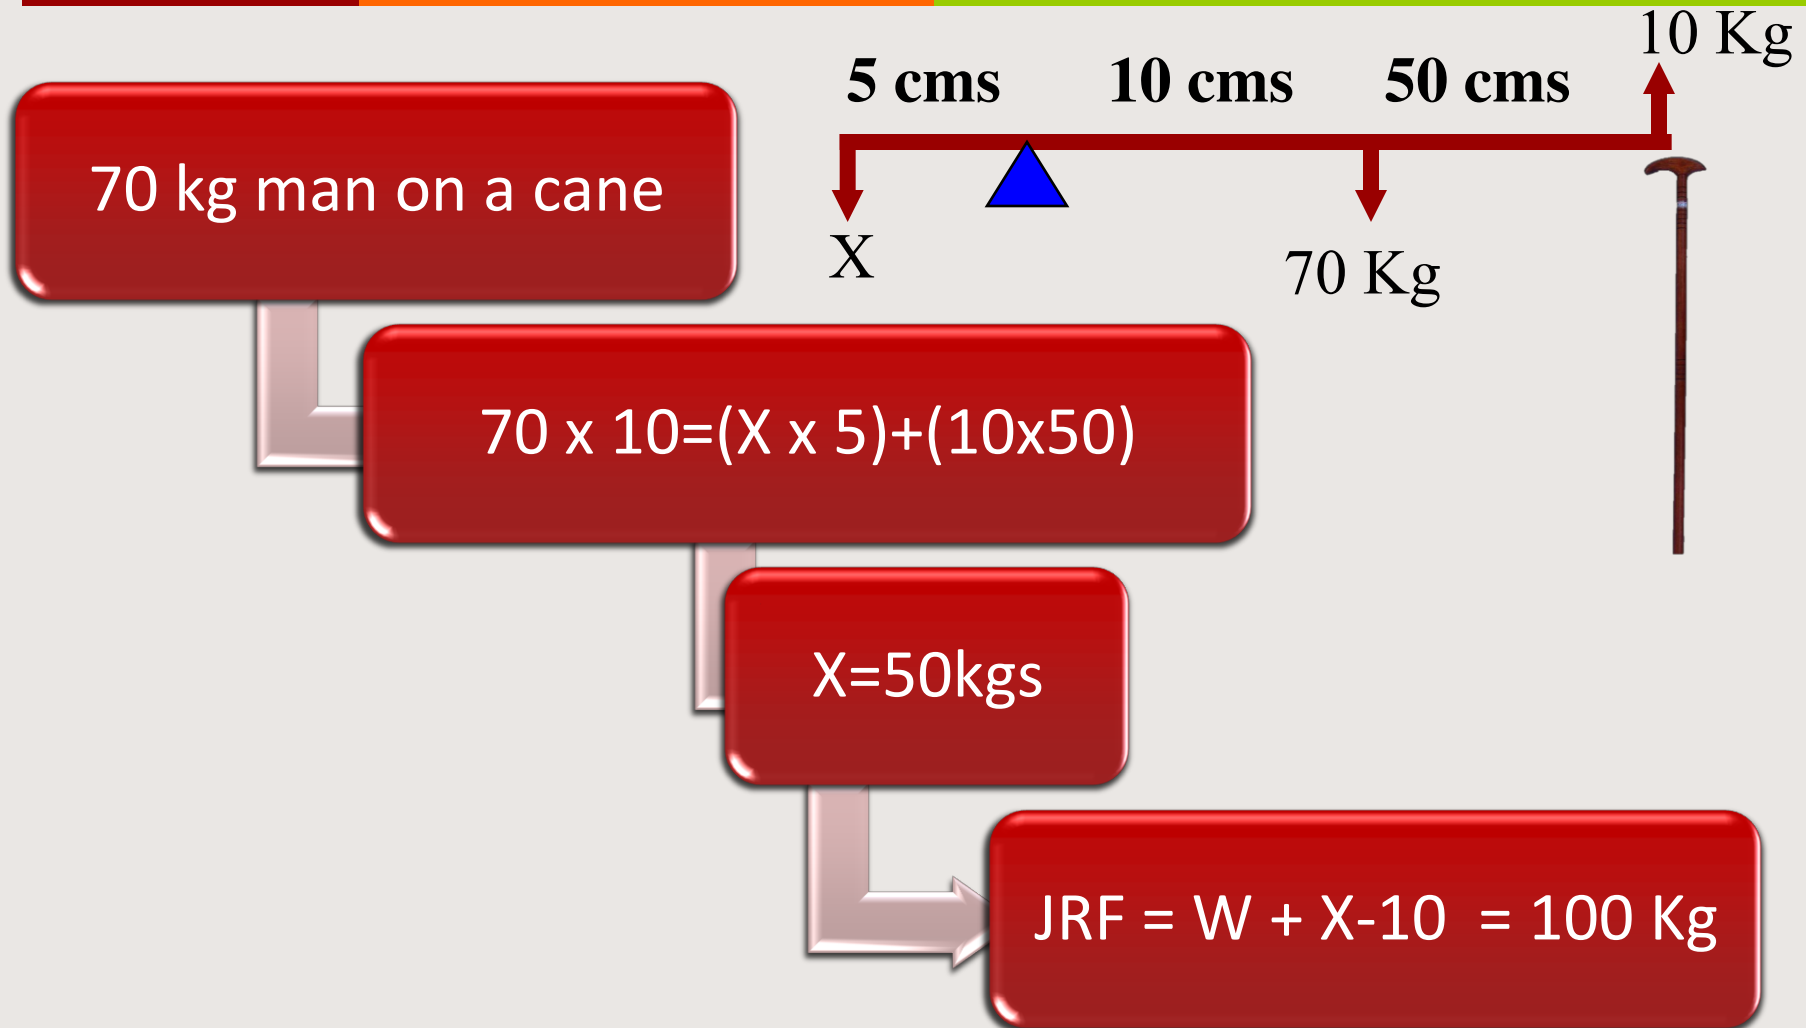 10 Kg
5 cms 10 cms 50 cms
70 kg man on a cane
X
70 Kg
70 x 10=(X x 5)+(10x50)
X=50kgs
JRF = W + X-10 = 100 Kg